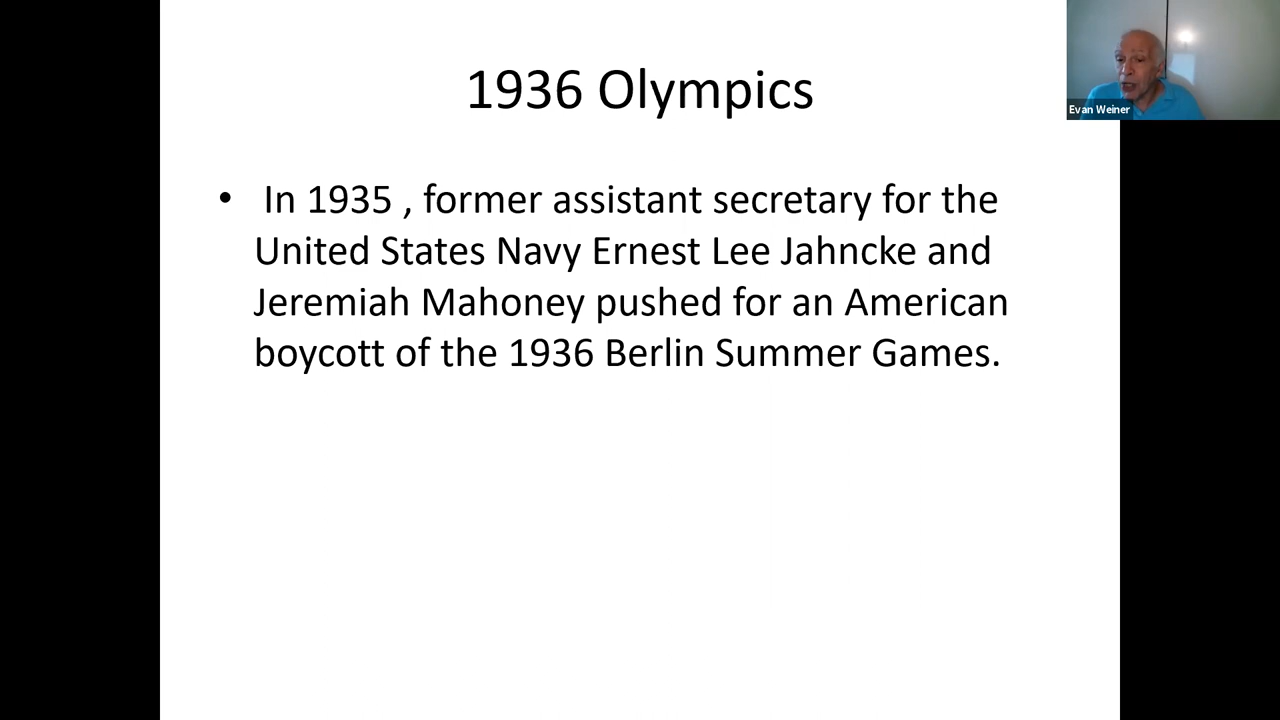 1936 Olympics
Evan Weiner
• In 1935 , former assistant secretary for the
United States Navy Ernest Lee Jahncke and
Jeremiah Mahoney pushed for an American
boycott of the 1936 Berlin Summer Games.